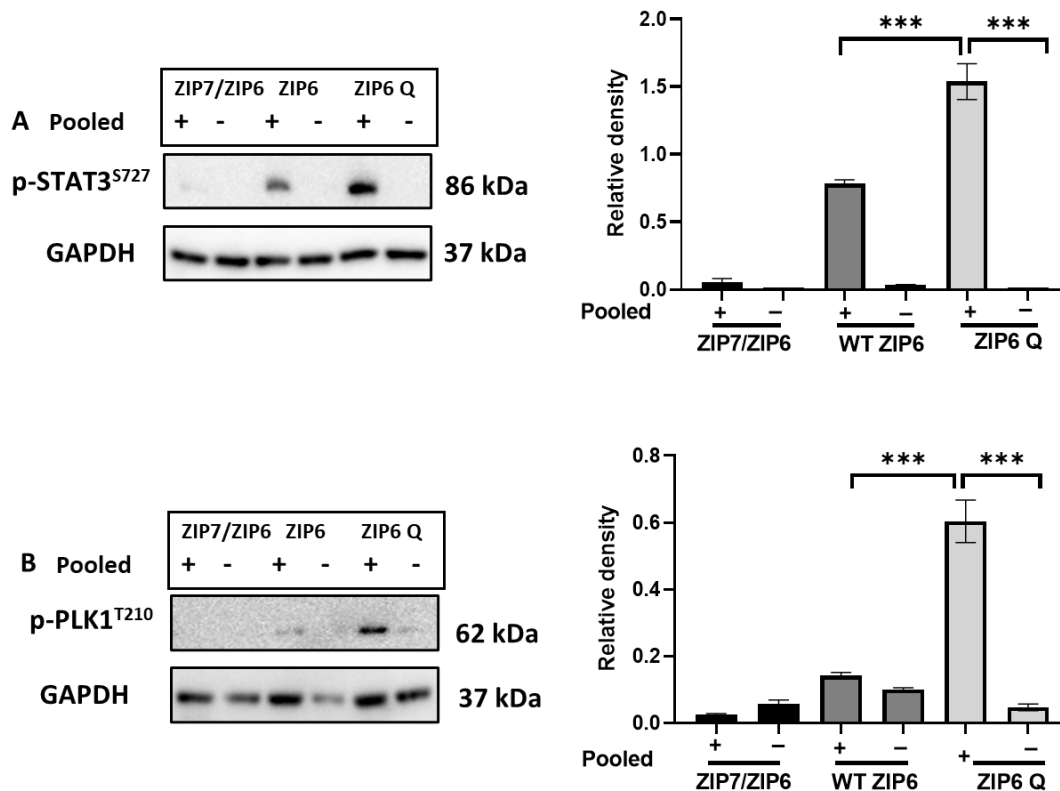 ZIP7/ZIP6 ZIP6 ZIP6 Q
A Pooled + - + - + -
p-STAT3S727 86 kDa
GAPDH 37 kDa
*** ***
2.0
1.5
1.0
0.5
0.0
Relative density
Pooled + – + – + –
ZIP7/ZIP6 WT ZIP6 ZIP6 Q
ZIP7/ZIP6 ZIP6 ZIP6 Q
B Pooled + - + - + -
p-PLK1T210 62 kDa
GAPDH 37 kDa
*** ***
0.8
0.6
0.4
0.2
0.0
Relative density
Pooled + – + – + –
ZIP7/ZIP6 WT ZIP6 ZIP6 Q